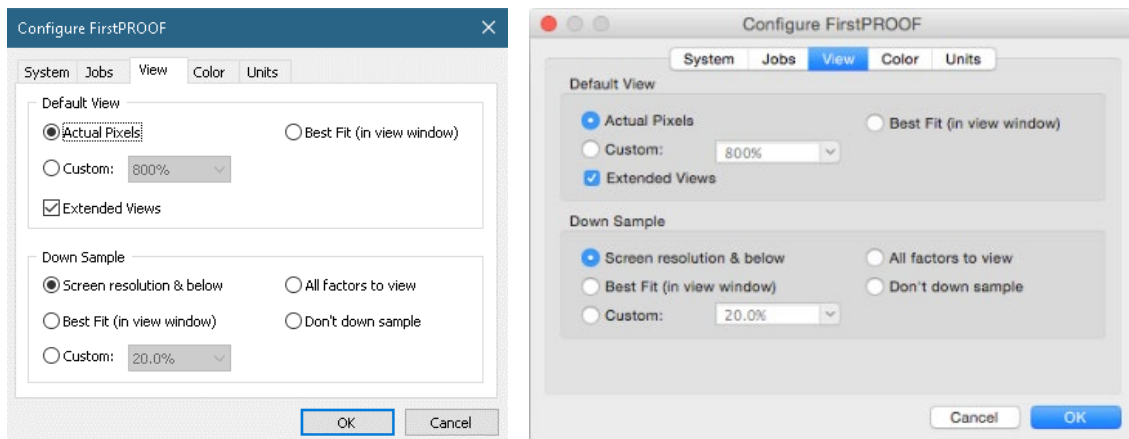 Configure FirstPROOF
System Jobs View Color Units
Default View
Actual Pixels Best Fit (in view window)
Custom: 800%
Extended Views
Down Sample
Screen resolution & below All factors to view
Best Fit (in view window) Don't down sample
Custom: 20.0%
OK Cancel
Configure FirstPROOF
System Jobs View Color Units
Default View
Actual Pixels Best Fit (in view window)
Custom: 800%
Extended Views
Down Sample
Screen resolution & below All factors to view
Best Fit (in view window) Don't down sample
Custom: 20.0%
Cancel OK